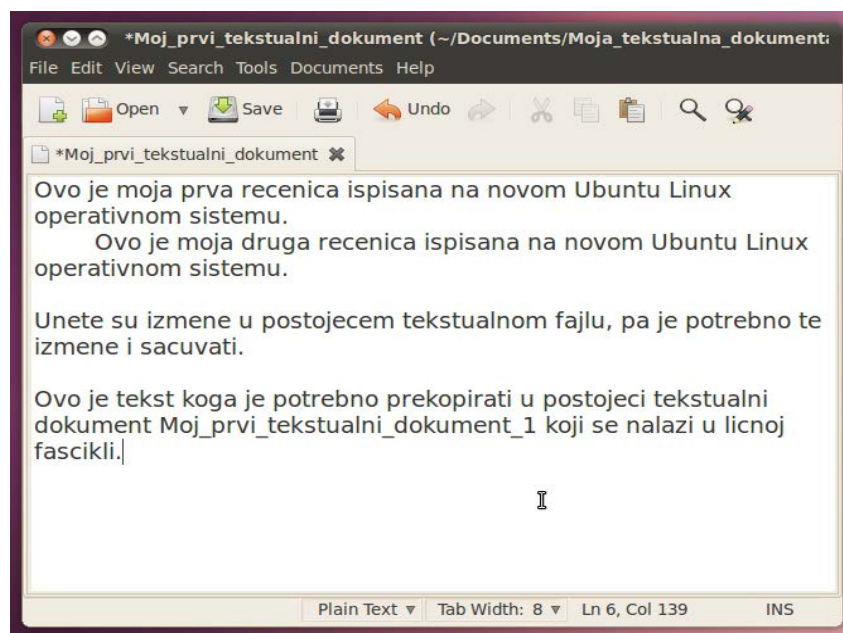 *Moj_prvi_tekstualni_dokument (~/Documents/Moja_tekstualna_dokumenta
File Edit View Search Tools Documents Help
Open Save Undo
*Moj_prvi_tekstualni_dokument
Ovo je moja prva recenica ispisana na novom Ubuntu Linux
operativnom sistemu.
Ovo je moja druga recenica ispisana na novom Ubuntu Linux
operativnom sistemu.
Unete su izmene u postojecem tekstualnom fajlu, pa je potrebno te
izmene i sacuvati.
Ovo je tekst koga je potrebno prekopirati u postojeci tekstualni
dokument Moj_prvi_tekstualni_dokument_1 koji se nalazi u licnoj
fascikli.
Plain Text Tab Width: 8 Ln 6, Col 139 INS